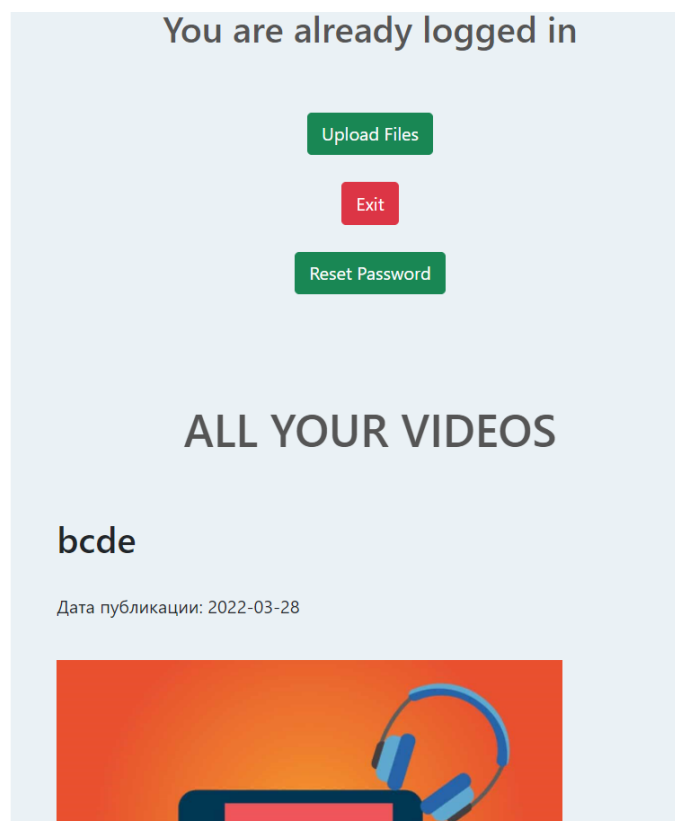 You are already logged in
Upload Files
Exit
Reset Password
ALL YOUR VIDEOS
bcde
Дата публикации: 2022-03-28